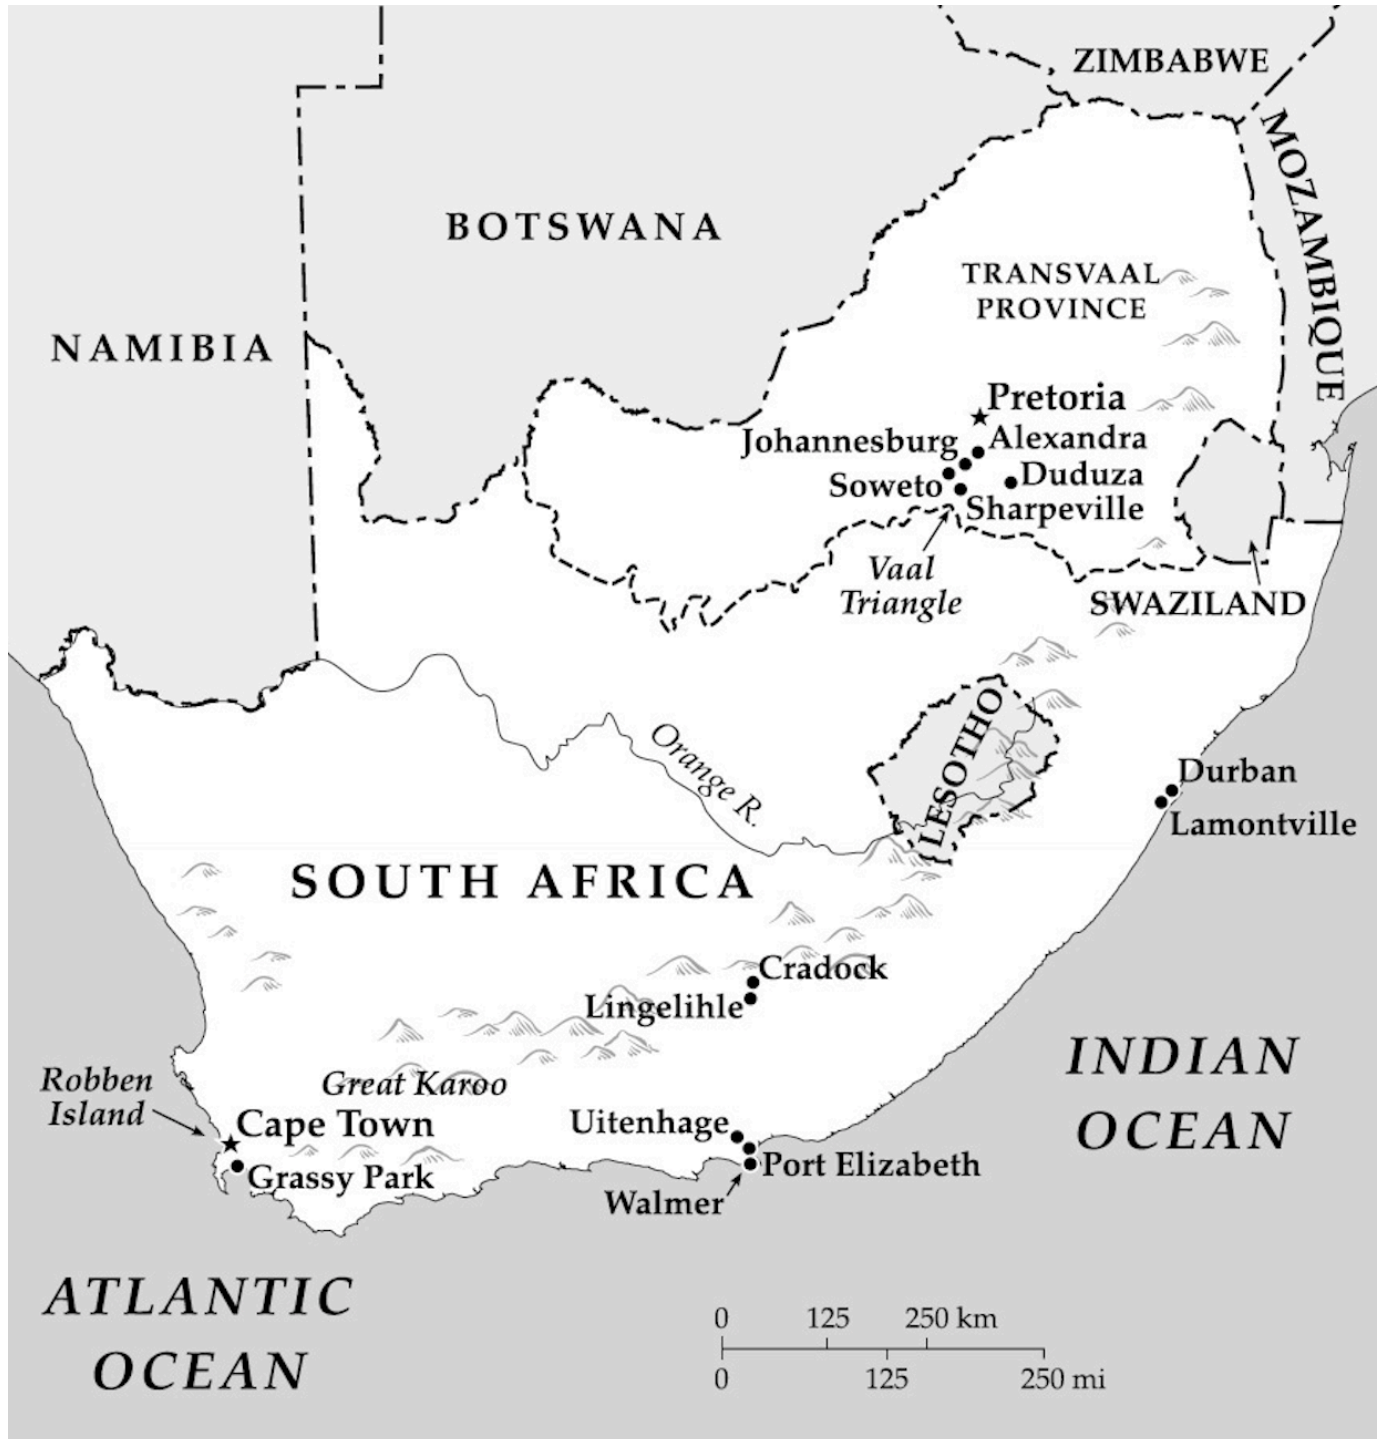 ZIMBABWE
MOZAMBIQUE
BOTSWANA
TRANSVAAL
PROVINCE
NAMIBIA
Pretoria
Johannesburg
Alexandra
Soweto
Duduza
Sharpeville
Vaal
Triangle
SWAZILAND
LESOTHO
Orange R.
Durban
Lamontville
SOUTH AFRICA
Cradock
Lingelihle
INDIAN
OCEAN
Robben
Island
Great Karoo
Cape Town
Grassy Park
Uitenhage
Port Elizabeth
Walmer
ATLANTIC
OCEAN
0 125 250 km
0 125 250 mi